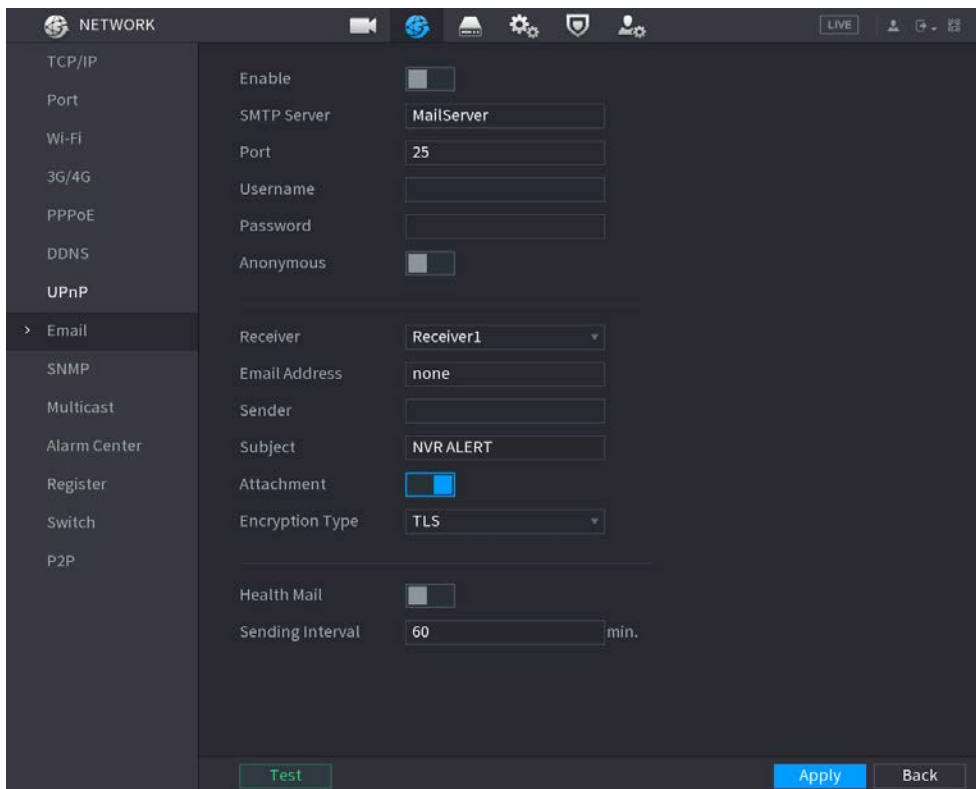 NETWORK
LIVE
TCP/IP
Port
Wi-Fi
3G/4G
PPPoE
DDNS
UPnP
> Email
SNMP
Multicast
Alarm Center
Register
Switch
P2P
Enable
SMTP Server MailServer
Port 25
Username
Password
Anonymous
Receiver Receiver1
Email Address none
Sender
Subject NVR ALERT
Attachment
Encryption Type TLS
Health Mail
Sending Interval 60 min.
Test Apply Back